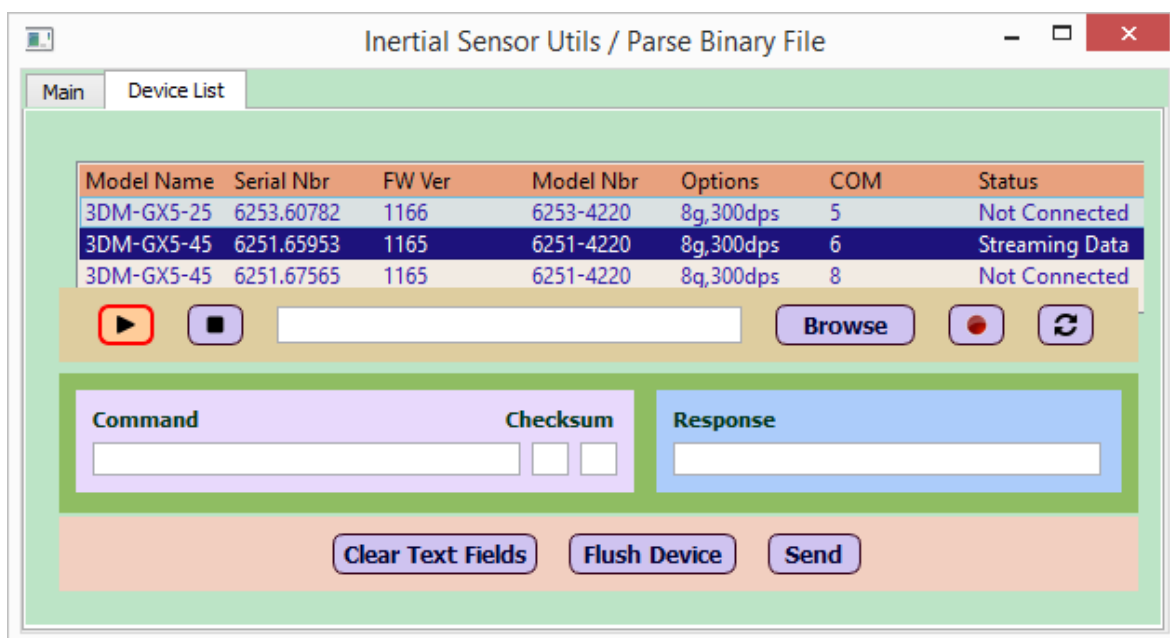 Inertial Sensor Utils / Parse Binary File
Main Device List
Model Name Serial Nbr FW Ver Model Nbr Options COM Status
3DM-GX5-25 6253.60782 1166 6253-4220 8g,300dps 5 Not Connected
3DM-GX5-45 6251.65953 1165 6251-4220 8g,300dps 6 Streaming Data
3DM-GX5-45 6251.67565 1165 6251-4220 8g,300dps 8 Not Connected
Browse
Command Checksum Response
Clear Text Fields Flush Device Send